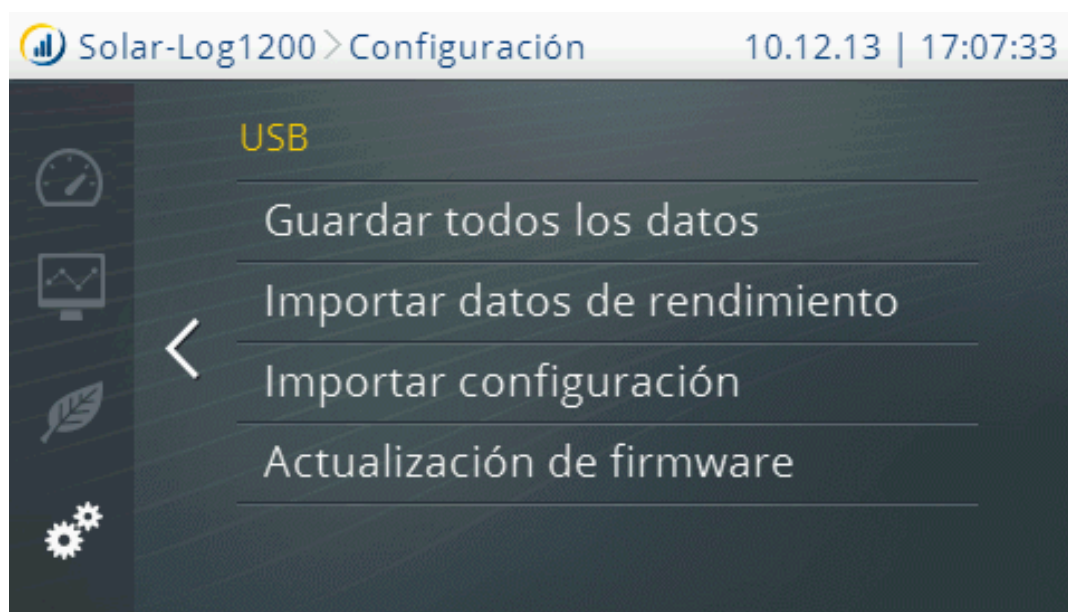 Solar-Log1200 > Configuración 10.12.13 | 17:07:33
USB
Guardar todos los datos
Importar datos de rendimiento
Importar configuración
Actualización de firmware